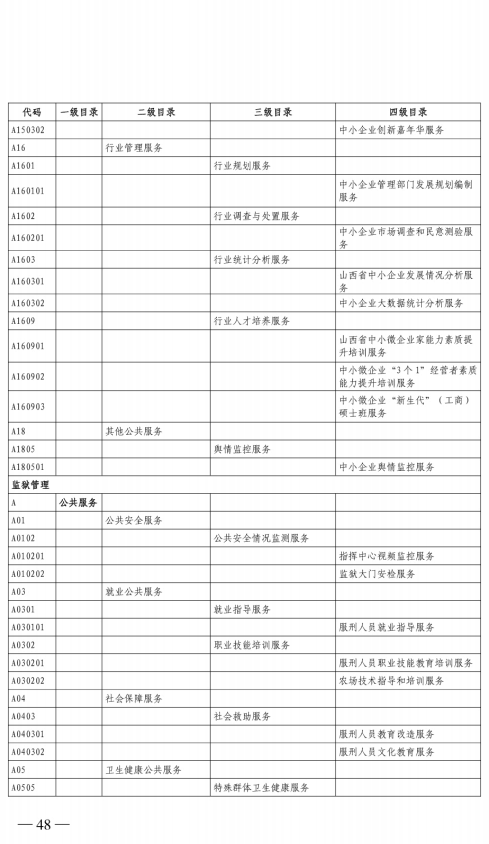 代码 一级目录 二级目录 三级目录 四级目录
A150302 中小企业创新嘉年华服务
A16 行业管理服务
A1601 行业规划服务
A160101 中小企业管理部门发展规划编制
服务
A1602 行业调查与处置服务
A160201 中小企业市场调查和民意测验服
务
A1603 行业统计分析服务
A160301 山西省中小企业发展情况分析服
务
A160302 中小企业大数据统计分析服务
A1609 行业人才培养服务
A160901 山西省中小微企业家能力素质提
升培训服务
A160902 中小微企业“3个1”经营者素质
能力提升培训服务
A160903 中小微企业“新生代”（工商）
硕士班服务
A18 其他公共服务
A1805 舆情监控服务
A180501 中小企业舆情监控服务
监狱管理
A 公共服务
A01 公共安全服务
A0102 公共安全情况监测服务
A010201 指挥中心视频监控服务
A010202 监狱大门安检服务
A03 就业公共服务
A0301 就业指导服务
A030101 服刑人员就业指导服务
A0302 职业技能培训服务
A030201 服刑人员职业技能教育培训服务
A030202 农场技术指导和培训服务
A04 社会保障服务
A0403 社会救助服务
A040301 服刑人员教育改造服务
A040302 服刑人员文化教育服务
A05 卫生健康公共服务
A0505 特殊群体卫生健康服务
— 48 —